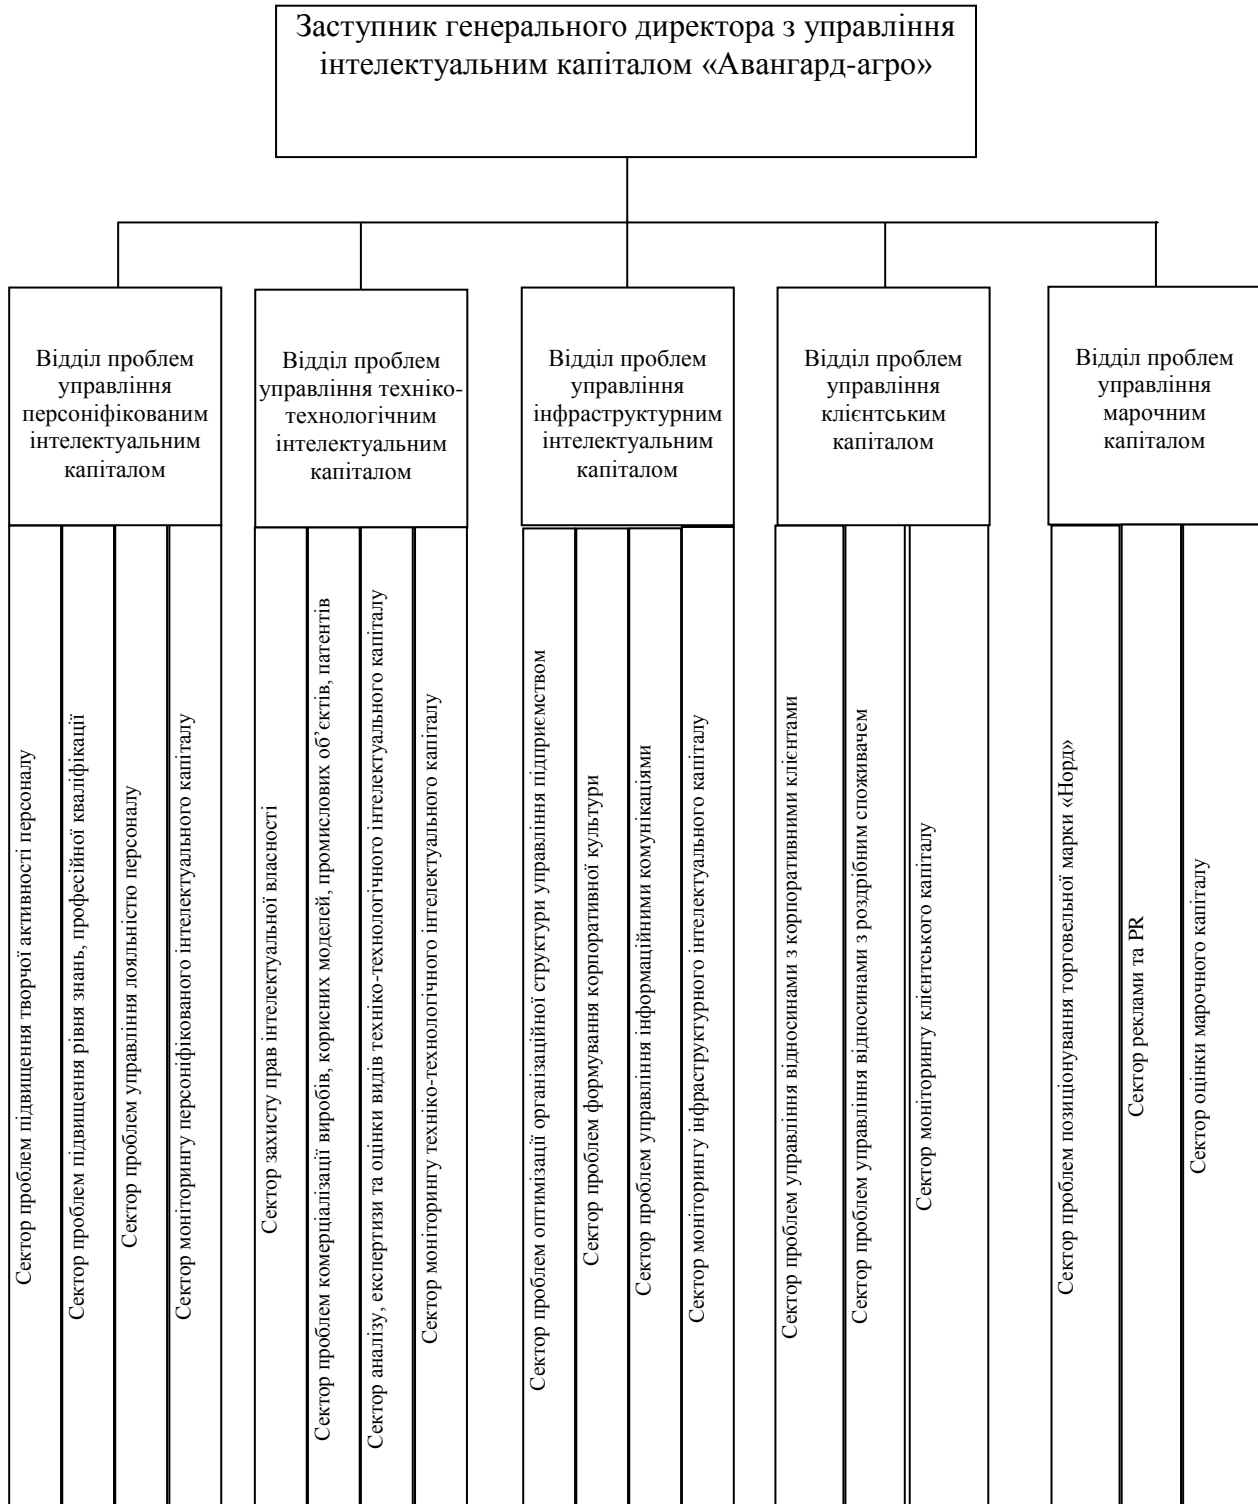 Заступник генерального директора з управління
інтелектуальним капіталом «Авангард-агро»
Відділ проблем
управління
персоніфікованим
інтелектуальним
капіталом
Відділ проблем
управління техніко-
технологічним
інтелектуальним
капіталом
Відділ проблем
управління
інфраструктурним
інтелектуальним
капіталом
Відділ проблем
управління
клієнтським
капіталом
Відділ проблем
управління
марочним
капіталом
Сектор проблем підвищення творчої активності персоналу
Сектор проблем підвищення рівня знань, професійної кваліфікації
Сектор проблем управління лояльністю персоналу
Сектор моніторингу персоніфікованого інтелектуального капіталу
Сектор захисту прав інтелектуальної власності
Сектор проблем комерціалізації виробів, корисних моделей, промислових об’єктів, патентів
Сектор аналізу, експертизи та оцінки видів техніко-технологічного інтелектуального капіталу
Сектор моніторингу техніко-технологічного інтелектуального капіталу
Сектор проблем оптимізації організаційної структури управління підприємством
Сектор проблем формування корпоративної культури
Сектор проблем управління інформаційними комунікаціями
Сектор моніторингу інфраструктурного інтелектуального капіталу
Сектор проблем управління відносинами з корпоративними клієнтами
Сектор проблем управління відносинами з роздрібним споживачем
Сектор моніторингу клієнтського капіталу
Сектор проблем позиціонування торговельної марки «Норд»
Сектор реклами та PR
Сектор оцінки марочного капіталу